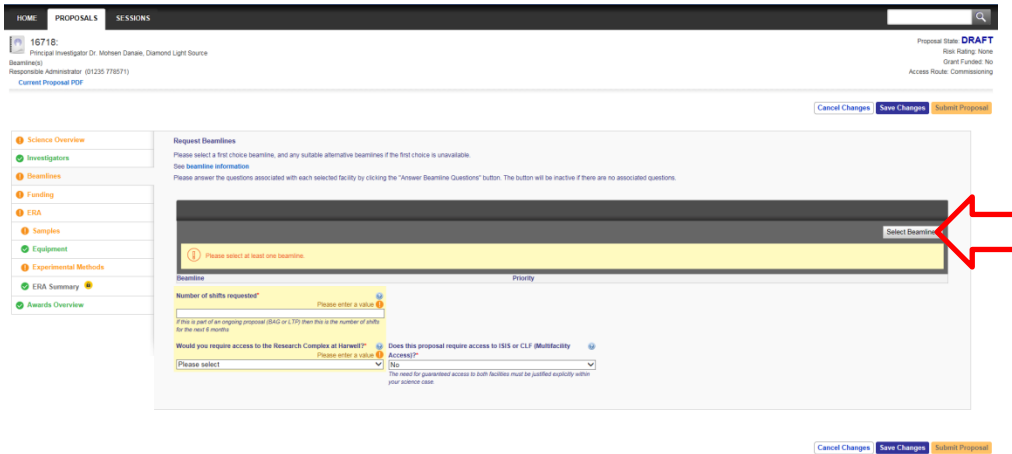 HOME PROPOSALS SESSIONS
16718:
Principal Investigator Dr. Mohsen Danaie, Diamond Light Source
Beamline(s)
Responsible Administrator (01235 778571)
Current Proposal PDF
Proposal State: DRAFT
Risk Rating: None
Grant Funded: No
Access Route: Commissioning
Cancel Changes Save Changes Submit Proposal
Science Overview
Investigators
Beamlines
Funding
ERA
Samples
Equipment
Experimental Methods
ERA Summary
Awards Overview
Request Beamlines
Please select a first choice beamline, and any suitable alternative beamlines if the first choice is unavailable.
See beamline information
Please answer the questions associated with each selected facility by clicking the "Answer Beamline Questions" button. The button will be inactive if there are no associated questions.
Select Beamline
Please select at least one beamline.
Beamline Priority
Number of shifts requested*
Please enter a value
If this is part of an ongoing proposal (BAG or LTP) then this is the number of shifts
for the next 6 months
Would you require access to the Research Complex at Harwell?*
Please enter a value
Please select
Does this proposal require access to ISIS or CLF (Multifacility
Access)?*
No
The need for guaranteed access to both facilities must be justified explicitly within
your science case.
Cancel Changes Save Changes Submit Proposal